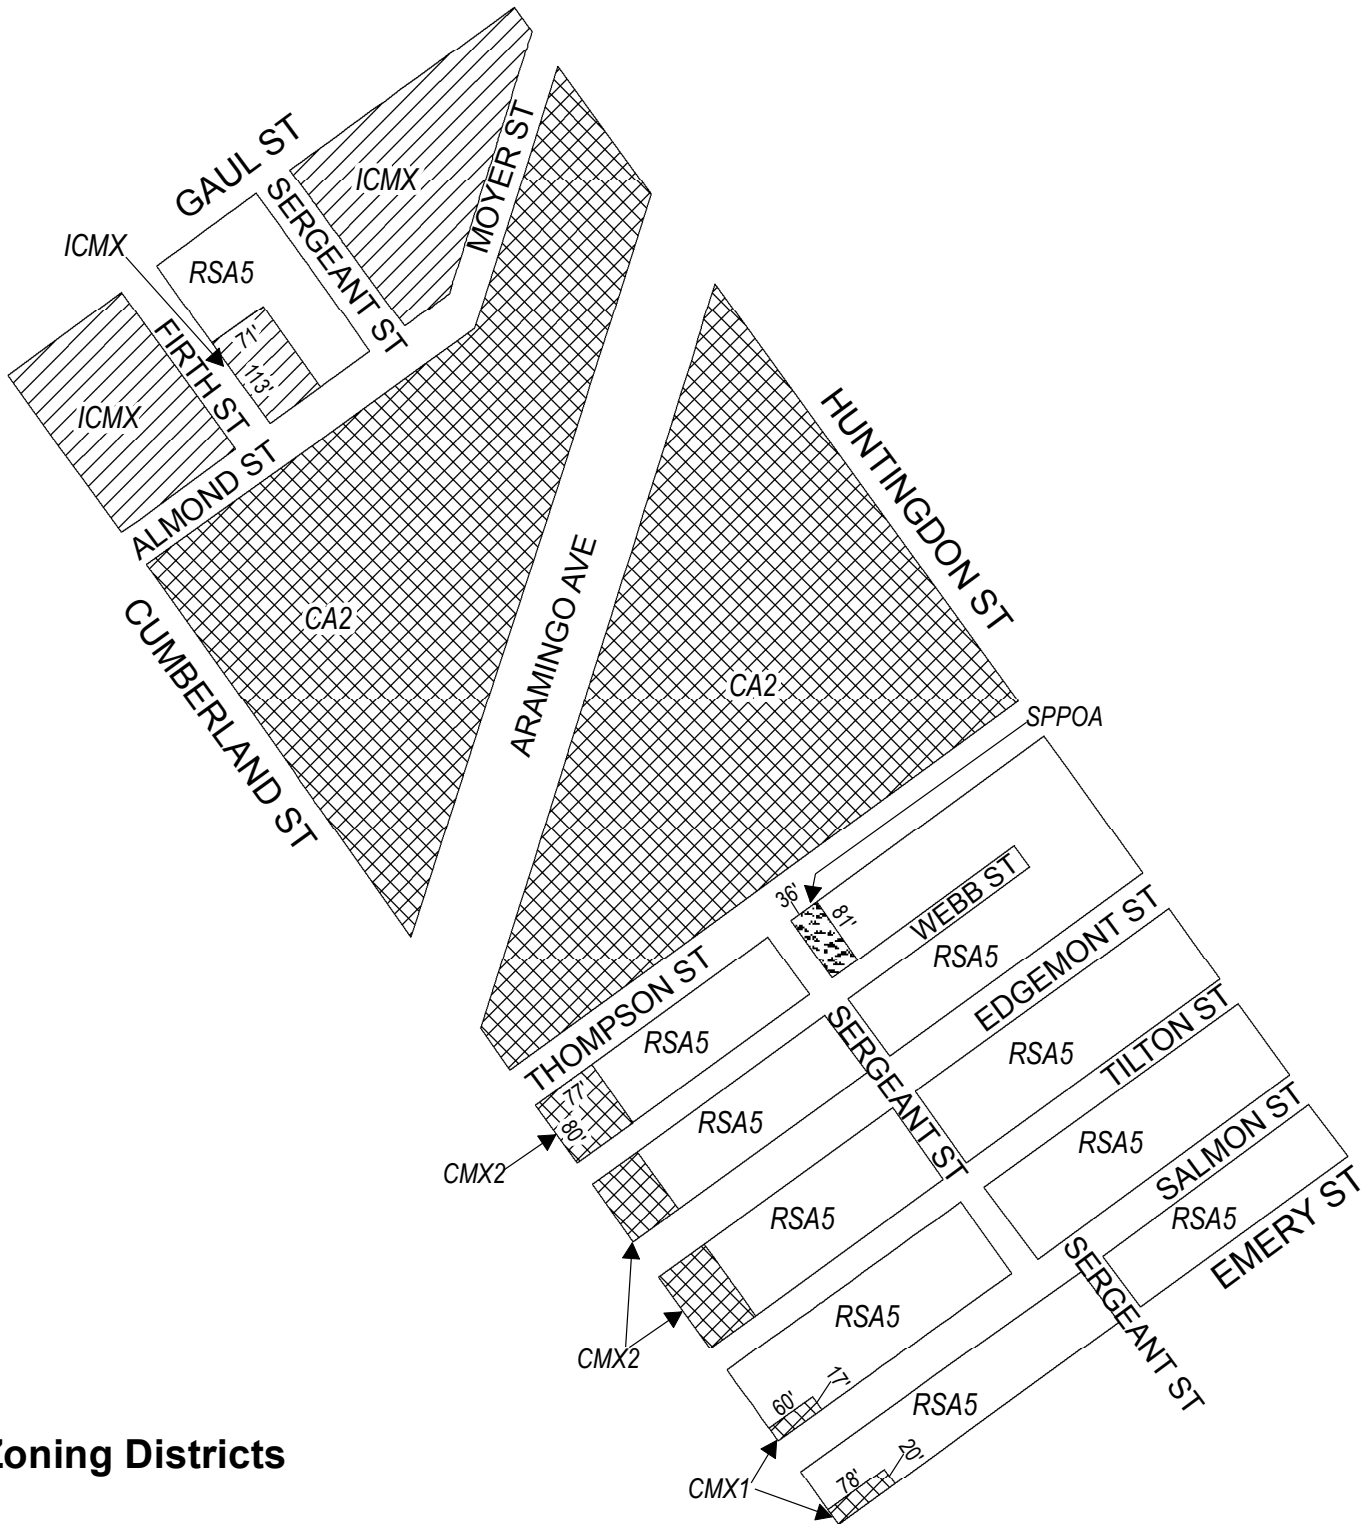 GAUL ST
ICMX
MOYER ST
SERGEANT ST
ICMX
RSA5
71'
113'
FIRTH ST
ICMX
ALMOND ST
HUNTINGDON ST
CUMBERLAND ST
CA2
ARAMINGO AVE
CA2
SPPOA
36'
81'
WEBB ST
RSA5
EDGEMONT ST
THOMPSON ST
RSA5
SERGEANT ST
RSA5
TILTON ST
77'
80'
CMX2
RSA5
RSA5
SALMON ST
RSA5
RSA5
EMERY ST
SERGEANT ST
RSA5
CMX2
60'
17'
RSA5
78'
20'
CMX1
Zoning Districts